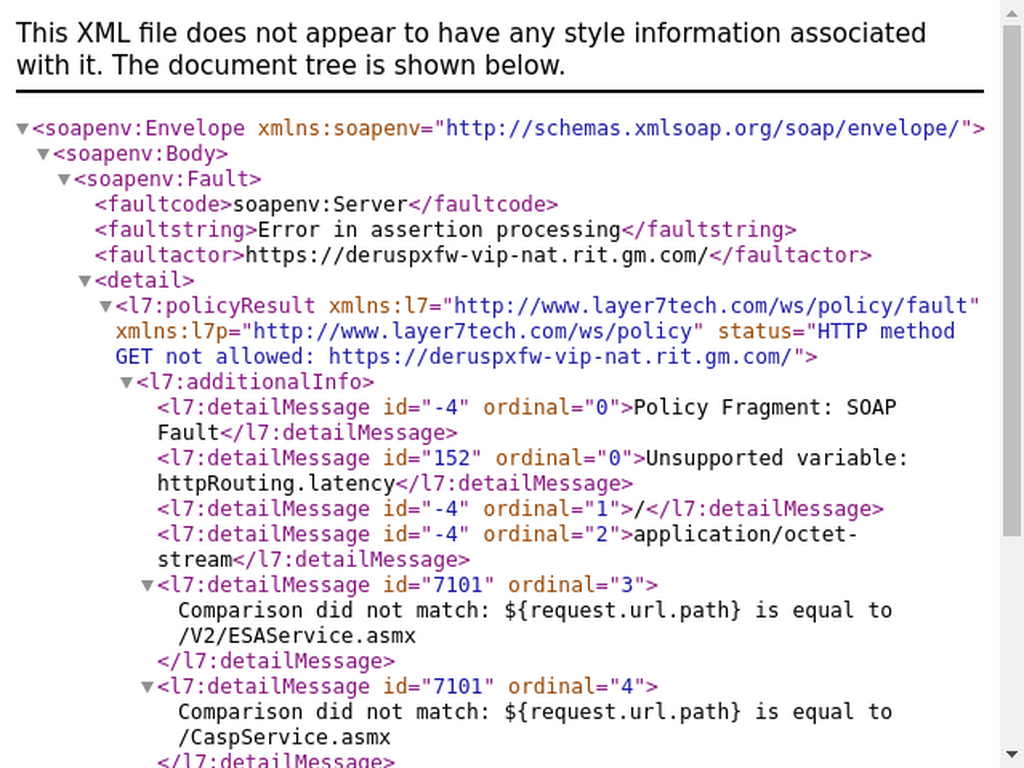 This XML file does not appear to have any style information associated
with it. The document tree is shown below.
▼<soapenv:Envelope xmlns:soapenv="http://schemas.xmlsoap.org/soap/envelope/">
▼<soapenv:Body>
▼<soapenv:Fault>
<faultcode>soapenv:Server</faultcode>
<faultstring>Error in assertion processing</faultstring>
<faultactor>https://deruspxfw-vip-nat.rit.gm.com/</faultactor>
▼<detail>
▼<l7:policyResult xmlns:l7="http://www.layer7tech.com/ws/policy/fault"
xmlns:l7p="http://www.layer7tech.com/ws/policy" status="HTTP method
GET not allowed: https://deruspxfw-vip-nat.rit.gm.com/">
▼<l7:additionalInfo>
<l7:detailMessage id="-4" ordinal="0">Policy Fragment: SOAP
Fault</l7:detailMessage>
<l7:detailMessage id="152" ordinal="0">Unsupported variable:
httpRouting.latency</l7:detailMessage>
<l7:detailMessage id="-4" ordinal="1">/</l7:detailMessage>
<l7:detailMessage id="-4" ordinal="2">application/octet-
stream</l7:detailMessage>
▼<l7:detailMessage id="7101" ordinal="3">
Comparison did not match: ${request.url.path} is equal to
/V2/ESAService.asmx
</l7:detailMessage>
▼<l7:detailMessage id="7101" ordinal="4">
Comparison did not match: ${request.url.path} is equal to
/CaspService.asmx
</l7:detailMessage>